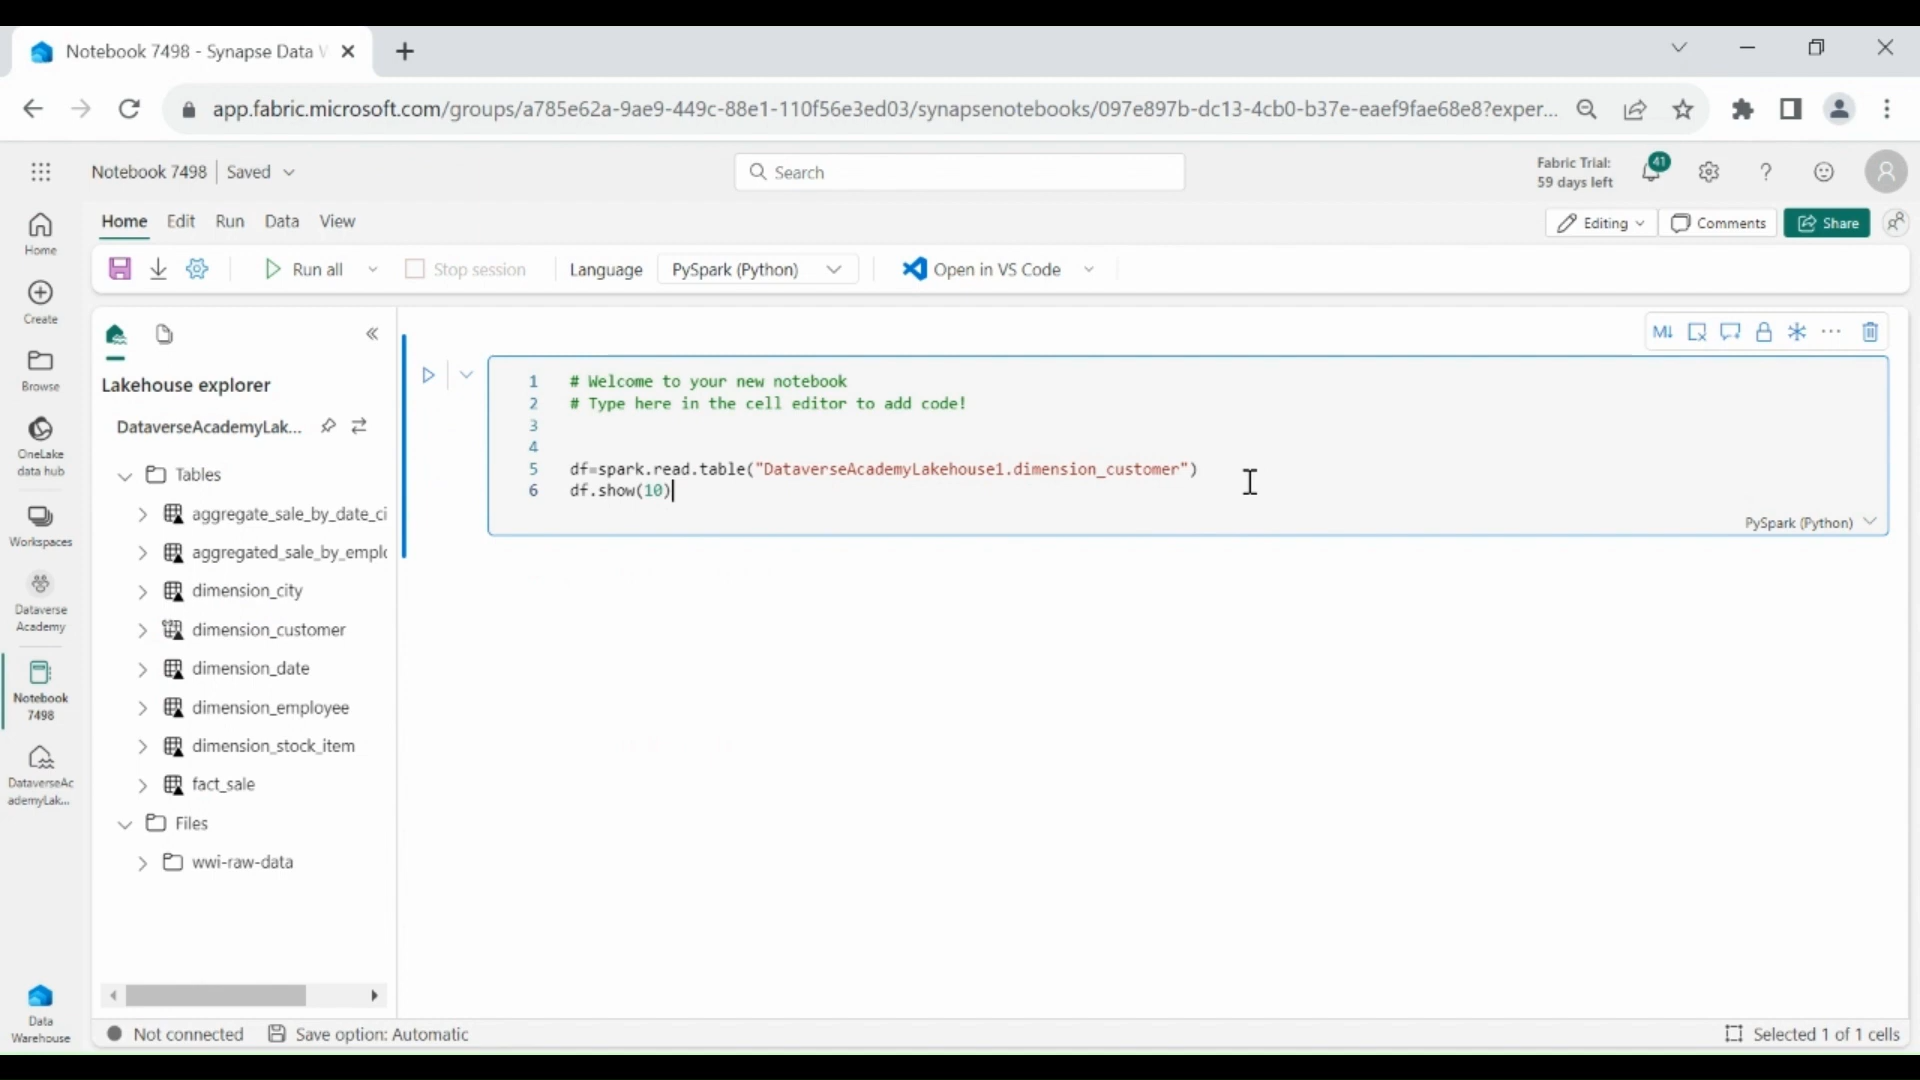 Notebook 7498 - Synapse Data
app.fabric.microsoft.com/groups/a785e62a-9ae9-449c-88e1-110f56e3ed03/synapsenotebooks/097e897b-dc13-4cb0-b37e-eaef9fae68e8?exper...
Notebook 7498 Saved
Search
Fabric Trial:
59 days left
41
Home Edit Run Data View
Editing Comments Share
Run all Stop session Language PySpark (Python) Open in VS Code
Home
Create
Browse
OneLake
data hub
Workspaces
Dataverse
Academy
Notebook
7498
DataverseAc
ademyLak...
Data
Warehouse
Lakehouse explorer
DataverseAcademyLak...
Tables
aggregate_sale_by_date_ci
aggregated_sale_by_emplo
dimension_city
dimension_customer
dimension_date
dimension_employee
dimension_stock_item
fact_sale
Files
wwi-raw-data
M↓
1 # Welcome to your new notebook
2 # Type here in the cell editor to add code!
3
4
5 df=spark.read.table("DataverseAcademyLakehouse1.dimension_customer")
6 df.show(10)
PySpark (Python)
Not connected Save option: Automatic
Selected 1 of 1 cells